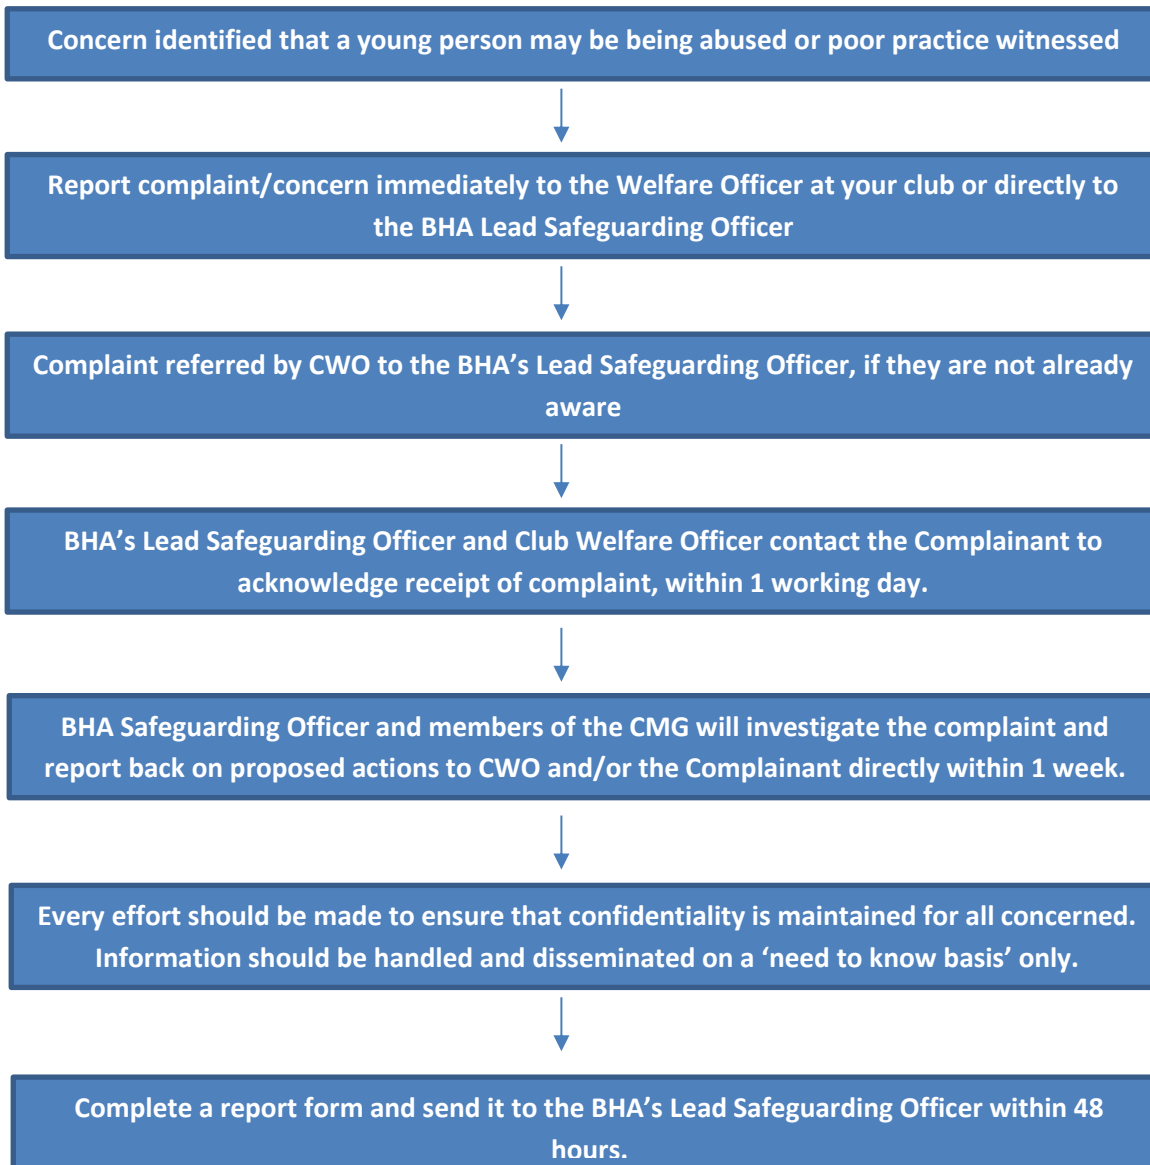 Concern identified that a young person may be being abused or poor practice witnessed
Report complaint/concern immediately to the Welfare Officer at your club or directly to
the BHA Lead Safeguarding Officer
Complaint referred by CWO to the BHA’s Lead Safeguarding Officer, if they are not already
aware
BHA’s Lead Safeguarding Officer and Club Welfare Officer contact the Complainant to
acknowledge receipt of complaint, within 1 working day.
BHA Safeguarding Officer and members of the CMG will investigate the complaint and
report back on proposed actions to CWO and/or the Complainant directly within 1 week.
Every effort should be made to ensure that confidentiality is maintained for all concerned.
Information should be handled and disseminated on a ‘need to know basis’ only.
Complete a report form and send it to the BHA’s Lead Safeguarding Officer within 48
hours.